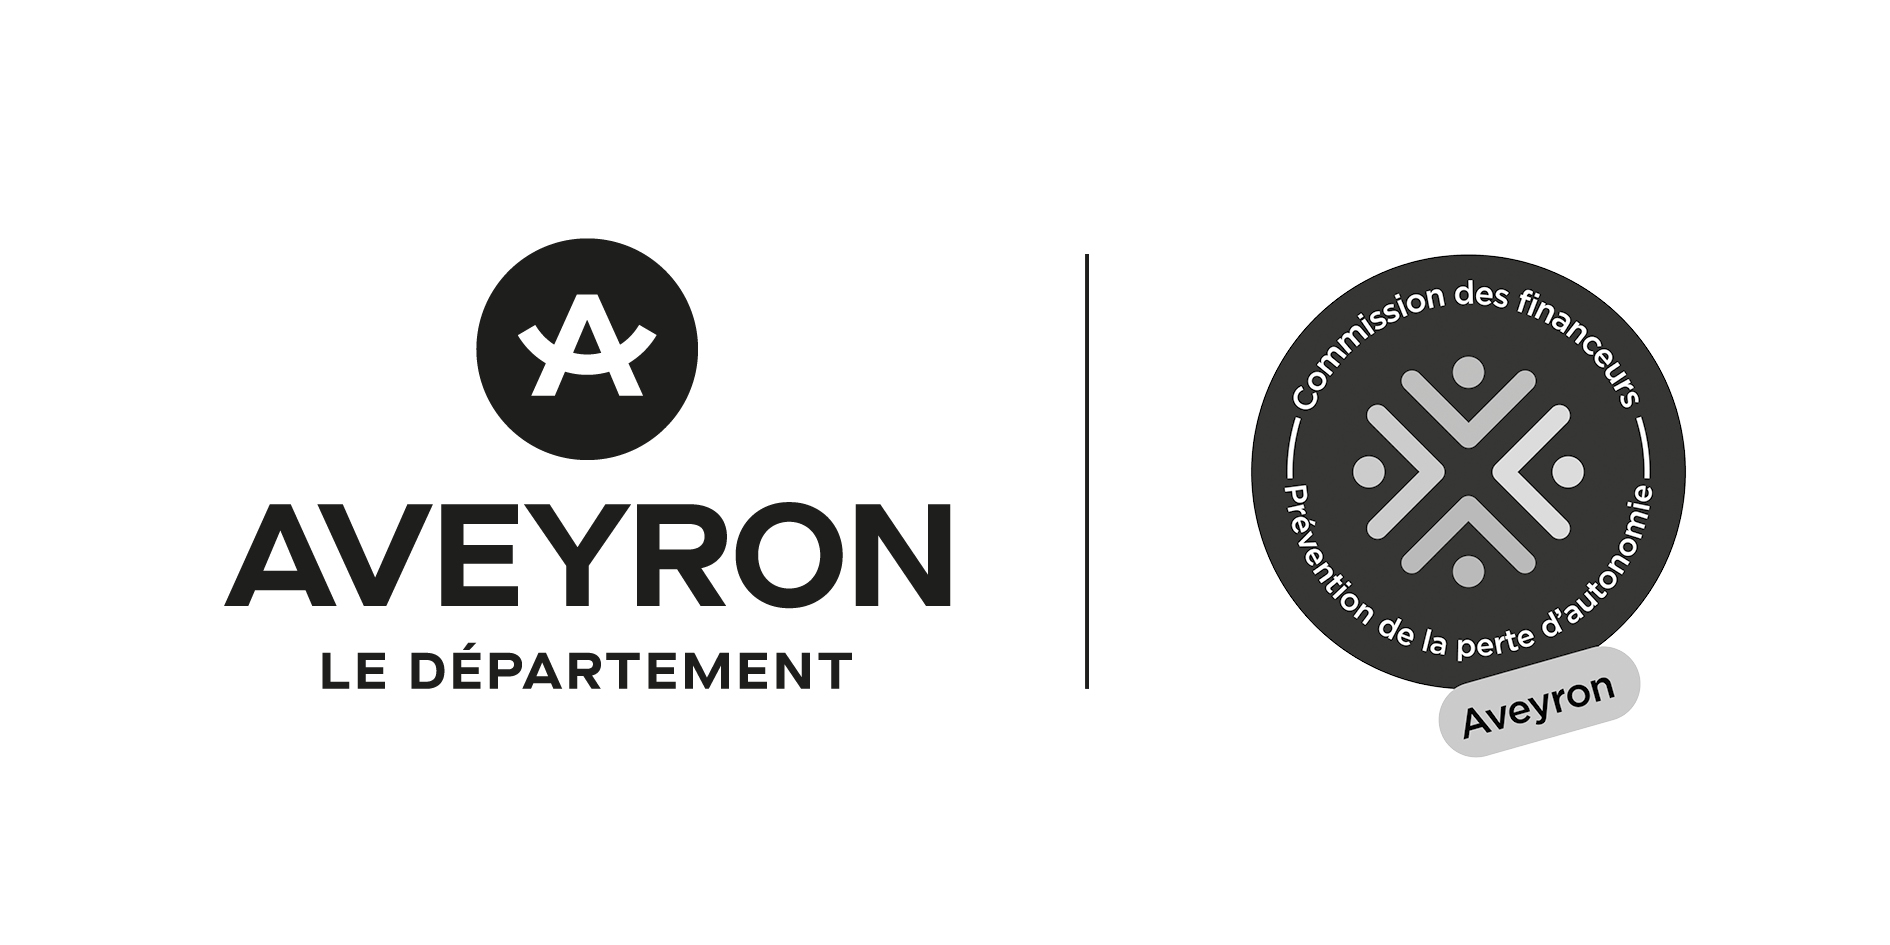 A
AVEYRON
LE DÉPARTEMENT
Commission des financeurs
Prévention de la perte d'autonomie
Aveyron